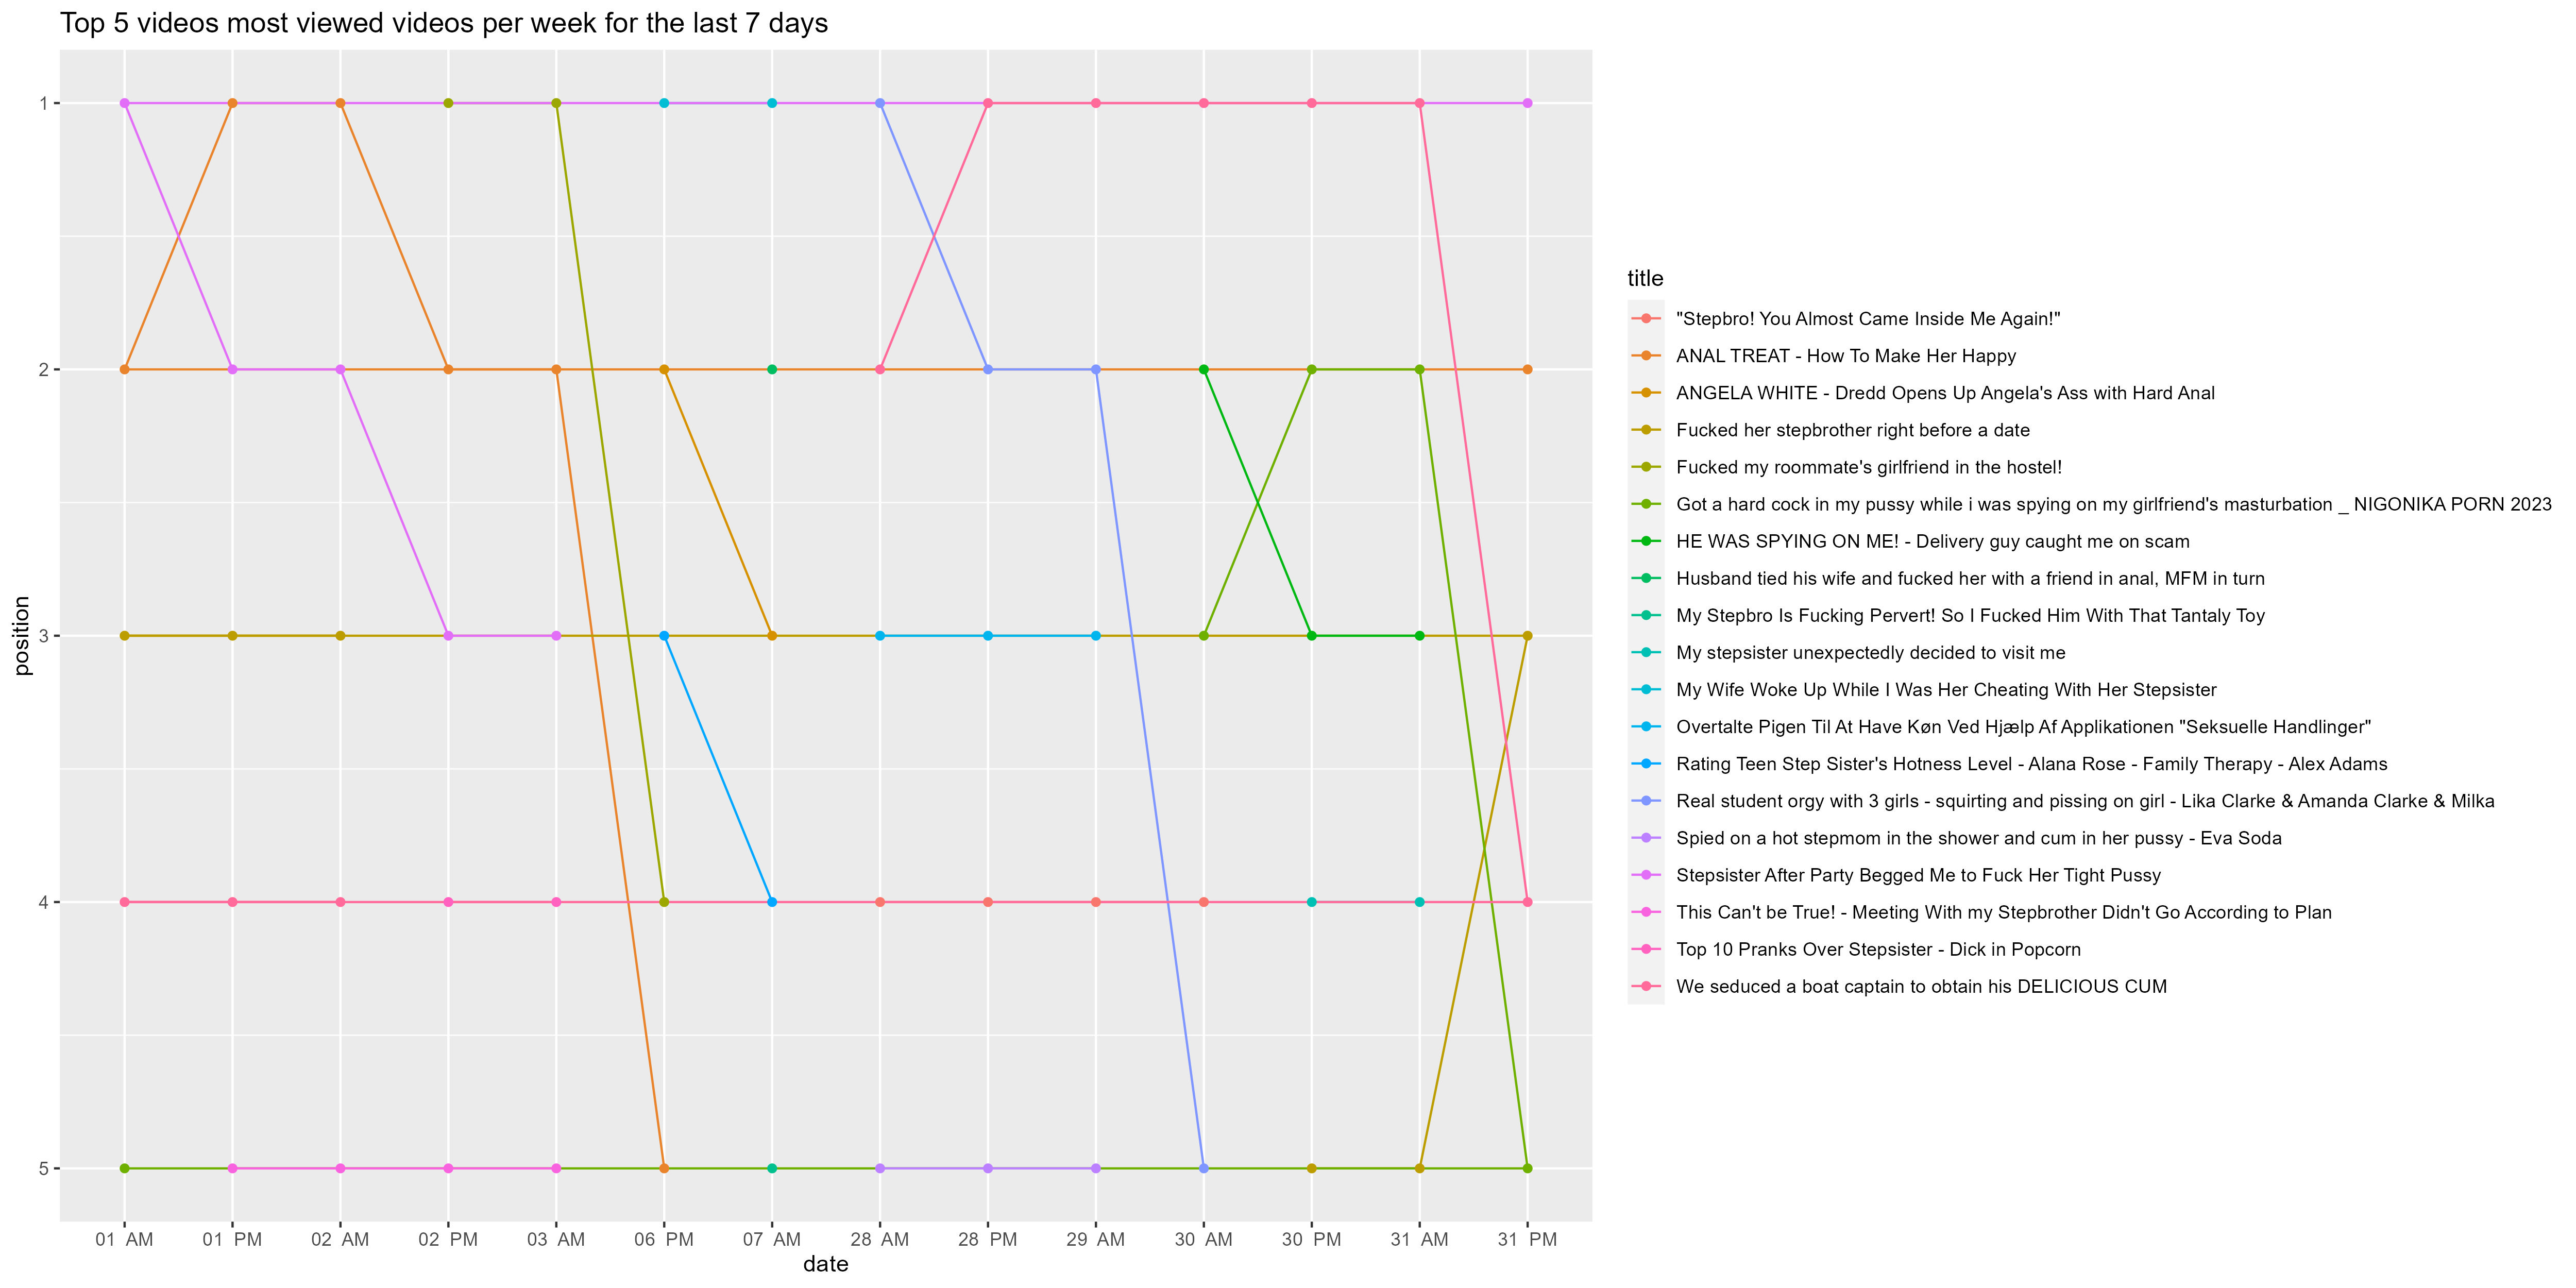 Top 5 videos most viewed videos per week for the last 7 days
position
1
2
3
4
5
01 AM
01 PM
02 AM
02 PM
03 AM
06 PM
07 AM
28 AM
28 PM
29 AM
30 AM
30 PM
31 AM
31 PM
date
title
"Stepbro! You Almost Came Inside Me Again!"
ANAL TREAT - How To Make Her Happy
ANGELA WHITE - Dredd Opens Up Angela's Ass with Hard Anal
Fucked her stepbrother right before a date
Fucked my roommate's girlfriend in the hostel!
Got a hard cock in my pussy while i was spying on my girlfriend's masturbation _ NIGONIKA PORN 2023
HE WAS SPYING ON ME! - Delivery guy caught me on scam
Husband tied his wife and fucked her with a friend in anal, MFM in turn
My Stepbro Is Fucking Pervert! So I Fucked Him With That Tantaly Toy
My stepsister unexpectedly decided to visit me
My Wife Woke Up While I Was Her Cheating With Her Stepsister
Overtalte Pigen Til At Have Køn Ved Hjælp Af Applikationen "Seksuelle Handlinger"
Rating Teen Step Sister's Hotness Level - Alana Rose - Family Therapy - Alex Adams
Real student orgy with 3 girls - squirting and pissing on girl - Lika Clarke & Amanda Clarke & Milka
Spied on a hot stepmom in the shower and cum in her pussy - Eva Soda
Stepsister After Party Begged Me to Fuck Her Tight Pussy
This Can't be True! - Meeting With my Stepbrother Didn't Go According to Plan
Top 10 Pranks Over Stepsister - Dick in Popcorn
We seduced a boat captain to obtain his DELICIOUS CUM